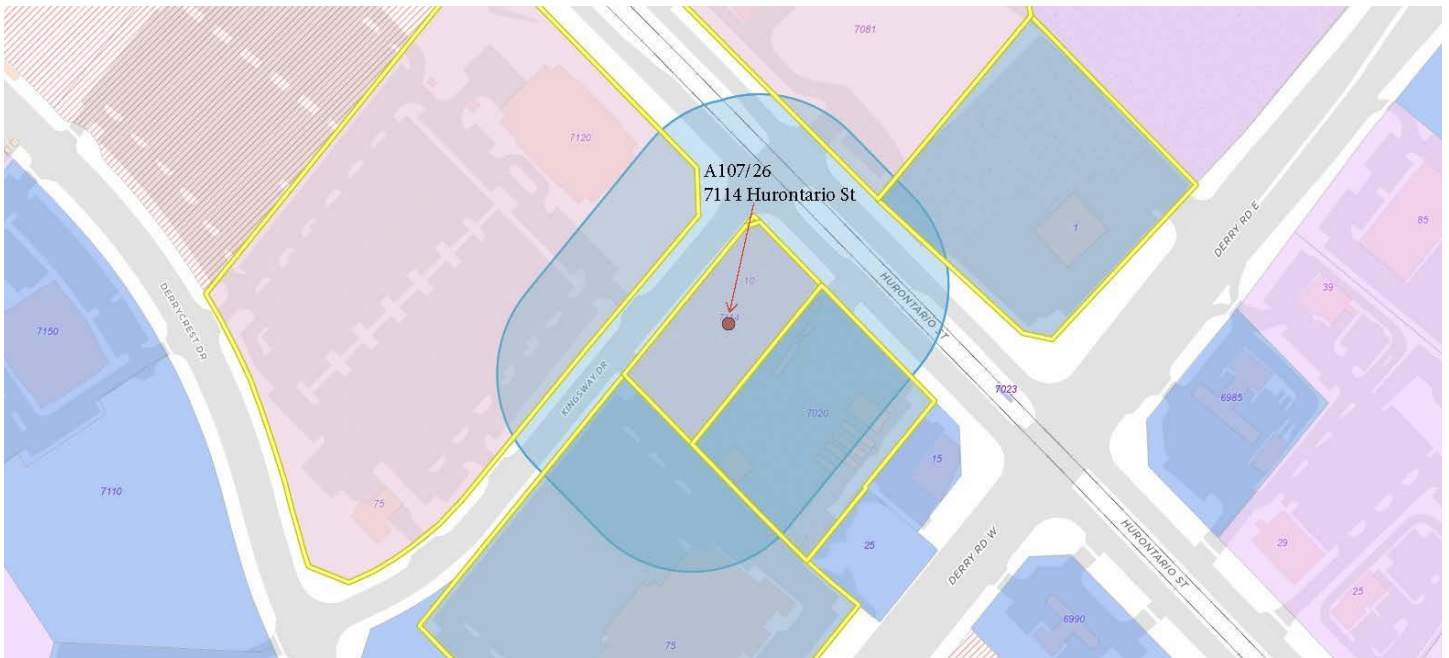 7081
7120
A107/26
7114 Hurontario St
1
DERRY RD E
85
10
HURONTARIO ST
39
DERRYCREST DR
7150
KINGSWAY DR
7023
6985
7020
15
7110
75
25
HURONTARIO ST
29
DERRY RD W
25
6990
75